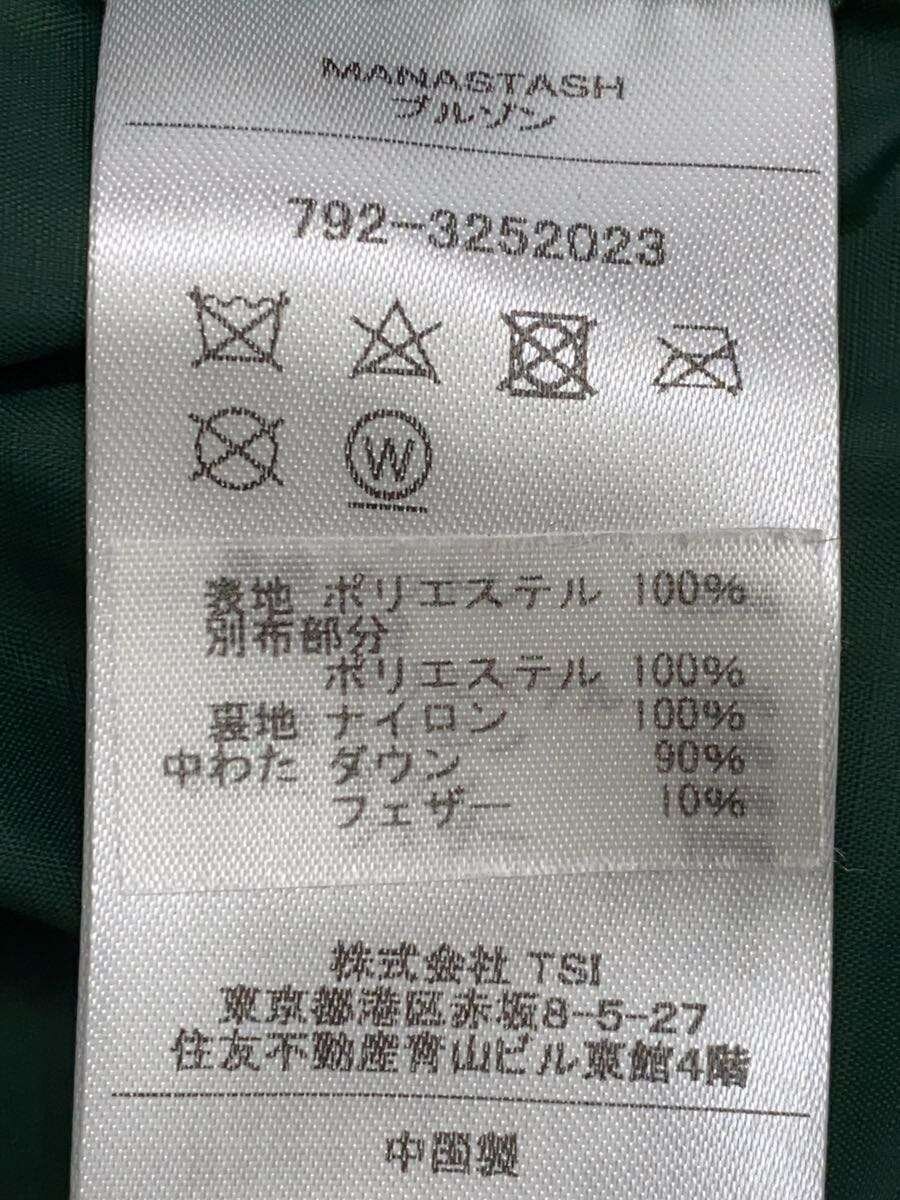 MANASTASH
ブルゾン
792-3252023
W
表地 ポリエステル 100%
別布部分
ポリエステル 100%
裏地 ナイロン 100%
中わた ダウン 90%
フェザー 10%
株式会社 TSI
東京都港区赤坂8-5-27
住友不動産青山ビル東館4階
中国製